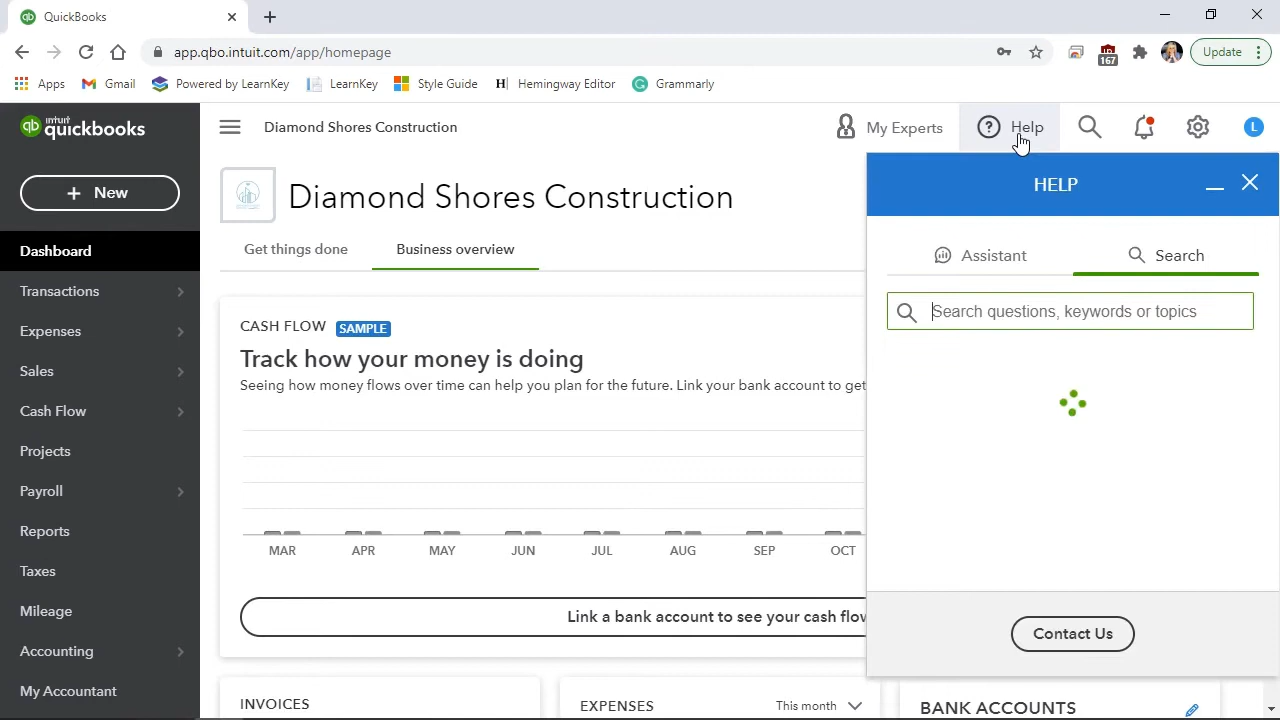 QuickBooks
app.qbo.intuit.com/app/homepage
167
Update
Apps
Gmail
Powered by LearnKey
LearnKey
Style Guide
H
Hemingway Editor
Grammarly
qb
intuit
quickbooks
Diamond Shores Construction
My Experts
Help
L
+ New
Dashboard
Transactions
Expenses
Sales
Cash Flow
Projects
Payroll
Reports
Taxes
Mileage
Accounting
My Accountant
Diamond Shores Construction
Get things done
Business overview
CASH FLOW SAMPLE
Track how your money is doing
Seeing how money flows over time can help you plan for the future. Link your bank account to get
MAR APR MAY JUN JUL AUG SEP OCT
Link a bank account to see your cash flow
INVOICES
EXPENSES
This month
BANK ACCOUNTS
HELP
Assistant
Search
Search questions, keywords or topics
Contact Us